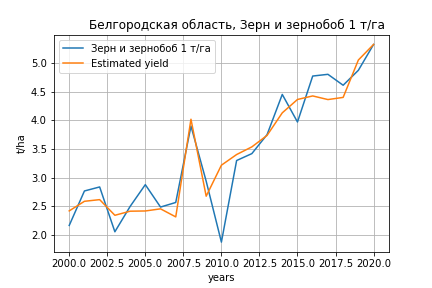 Белгородская область, Зерн и зернобоб 1 т/га
Зерн и зернобоб 1 т/га
Estimated yield
t/ha
5.0
4.5
4.0
3.5
3.0
2.5
2.0
2000.0 2002.5 2005.0 2007.5 2010.0 2012.5 2015.0 2017.5 2020.0
years